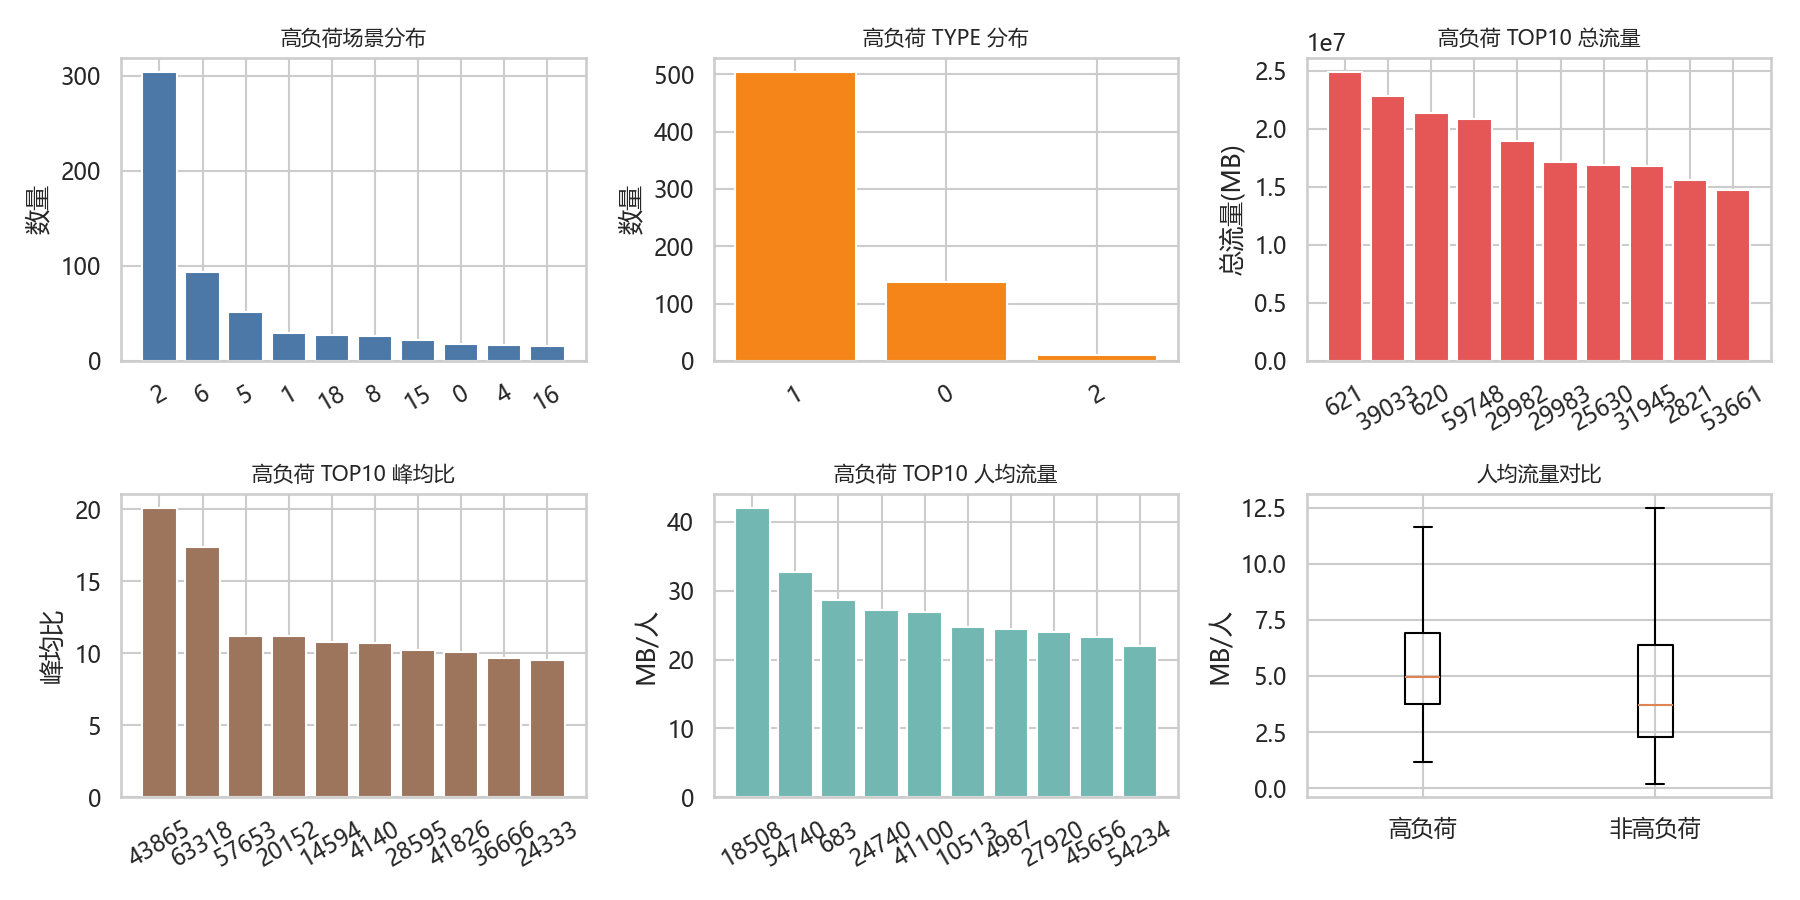 高负荷场景分布
数量
300
200
100
0
2 6 5 1 18 8 15 0 4 16
高负荷 TYPE 分布
数量
500
400
300
200
100
0
1 0 2
高负荷 TOP10 总流量
1e7
总流量(MB)
2.5
2.0
1.5
1.0
0.5
0.0
621 39033 620 59748 29982 29983 25630 31945 2821 53661
高负荷 TOP10 峰均比
峰均比
20
15
10
5
0
43865 63318 57653 20152 14594 4140 28595 41826 36666 24333
高负荷 TOP10 人均流量
MB/人
40
30
20
10
0
18508 54740 683 24740 41100 10513 4987 27920 45656 54234
人均流量对比
MB/人
12.5
10.0
7.5
5.0
2.5
0.0
高负荷 非高负荷